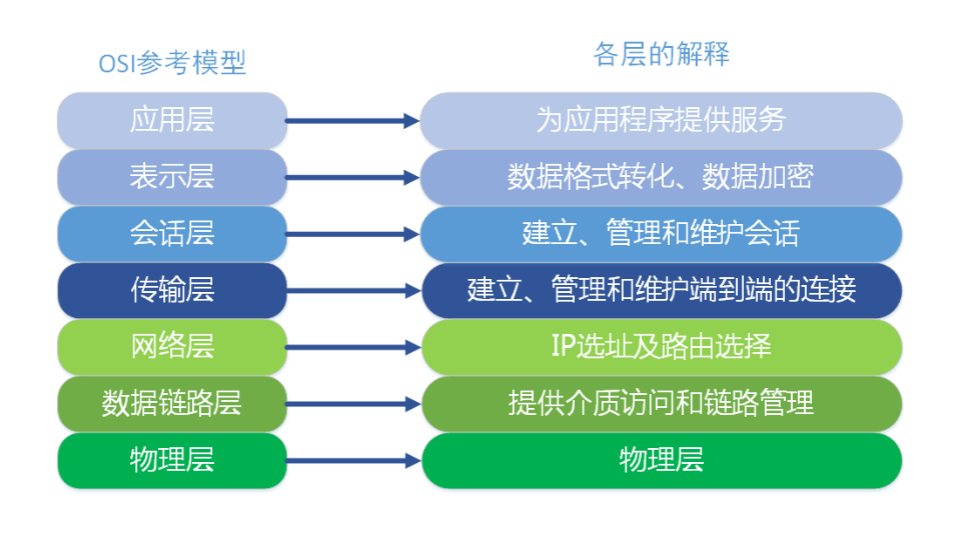 OSI参考模型
各层的解释
应用层
为应用程序提供服务
表示层
数据格式转化、数据加密
会话层
建立、管理和维护会话
传输层
建立、管理和维护端到端的连接
网络层
IP选址及路由选择
数据链路层
提供介质访问和链路管理
物理层
物理层